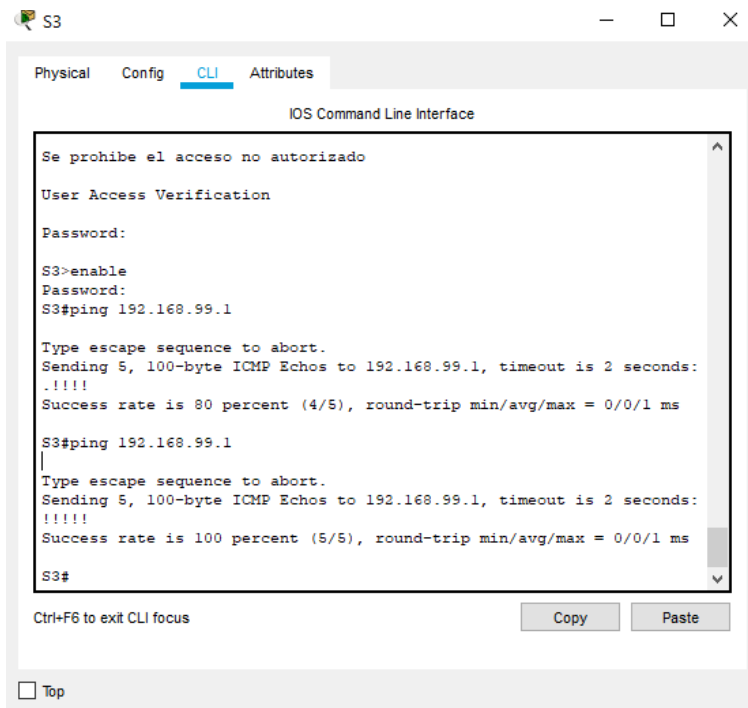 S3
Physical Config CLI Attributes
IOS Command Line Interface
Se prohibe el acceso no autorizado
User Access Verification
Password:
S3>enable
Password:
S3#ping 192.168.99.1
Type escape sequence to abort.
Sending 5, 100-byte ICMP Echos to 192.168.99.1, timeout is 2 seconds:
.!!!!
Success rate is 80 percent (4/5), round-trip min/avg/max = 0/0/1 ms
S3#ping 192.168.99.1
Type escape sequence to abort.
Sending 5, 100-byte ICMP Echos to 192.168.99.1, timeout is 2 seconds:
!!!!!
Success rate is 100 percent (5/5), round-trip min/avg/max = 0/0/1 ms
S3#
Ctrl+F6 to exit CLI focus
Copy Paste
Top